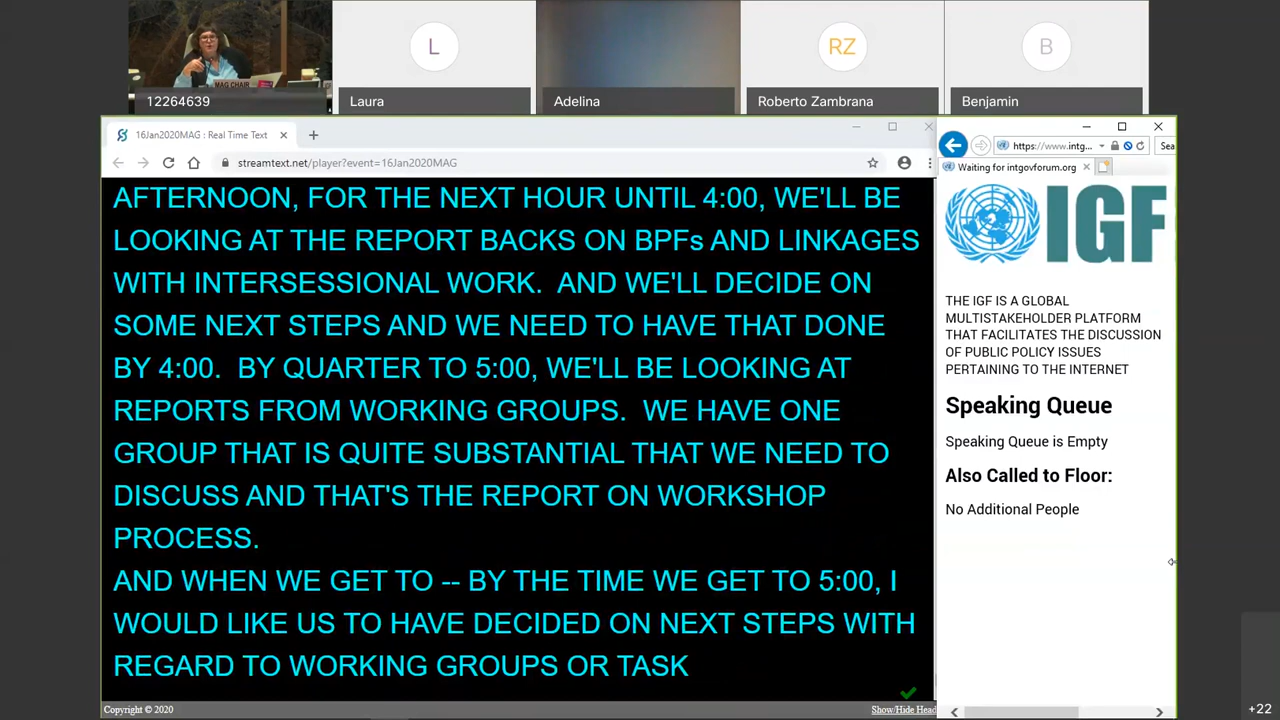 MAG CHAIR
12264639
Laura
Adelina
Roberto Zambrana
Benjamin
L
RZ
B
16Jan2020MAG : Real Time Text
streamtext.net/player?event=16Jan2020MAG
AFTERNOON, FOR THE NEXT HOUR UNTIL 4:00, WE'LL BE
LOOKING AT THE REPORT BACKS ON BPFs AND LINKAGES
WITH INTERSESSIONAL WORK.  AND WE'LL DECIDE ON
SOME NEXT STEPS AND WE NEED TO HAVE THAT DONE
BY 4:00.  BY QUARTER TO 5:00, WE'LL BE LOOKING AT
REPORTS FROM WORKING GROUPS.  WE HAVE ONE
GROUP THAT IS QUITE SUBSTANTIAL THAT WE NEED TO
DISCUSS AND THAT'S THE REPORT ON WORKSHOP
PROCESS.
AND WHEN WE GET TO -- BY THE TIME WE GET TO 5:00, I
WOULD LIKE US TO HAVE DECIDED ON NEXT STEPS WITH
REGARD TO WORKING GROUPS OR TASK
Copyright © 2020
Show/Hide Head
https://www.intg...
Sea
Waiting for intgovforum.org
IGF
THE IGF IS A GLOBAL
MULTISTAKEHOLDER PLATFORM
THAT FACILITATES THE DISCUSSION
OF PUBLIC POLICY ISSUES
PERTAINING TO THE INTERNET
Speaking Queue
Speaking Queue is Empty
Also Called to Floor:
No Additional People
+22